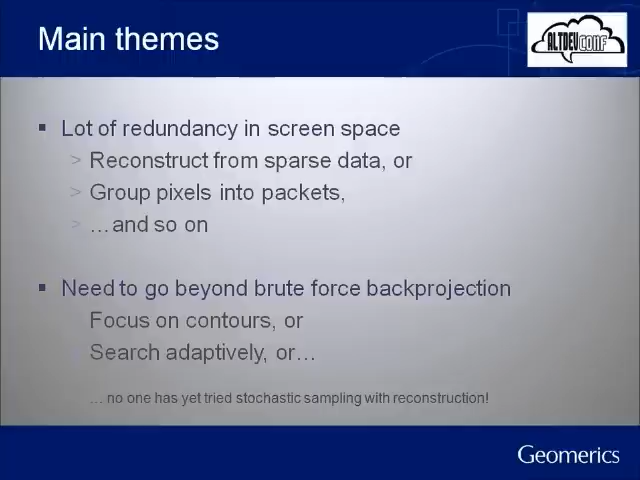 Main themes
ALTDEVCONF
▪ Lot of redundancy in screen space
> Reconstruct from sparse data, or
> Group pixels into packets,
> …and so on
▪ Need to go beyond brute force backprojection
Focus on contours, or
Search adaptively, or…
… no one has yet tried stochastic sampling with reconstruction!
Geomerics